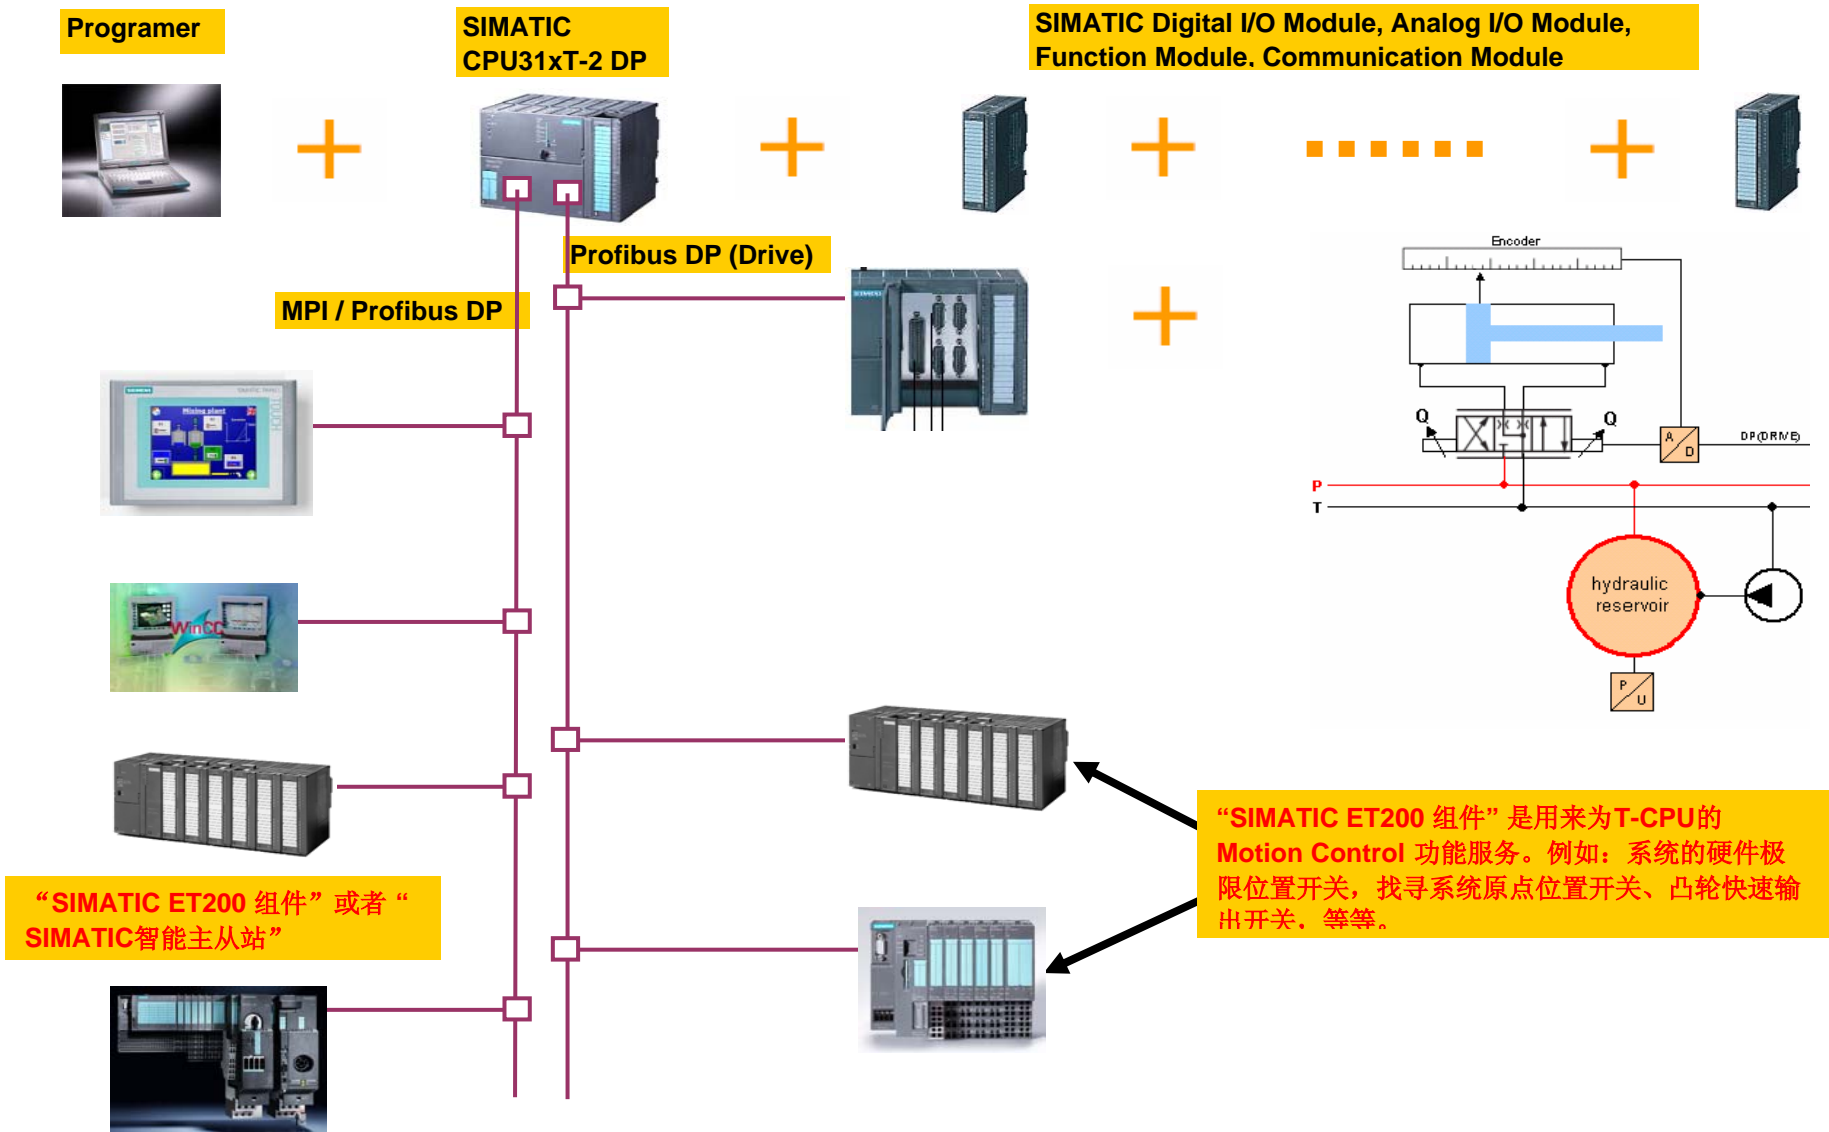 Programer
SIMATIC
CPU31xT-2 DP
SIMATIC Digital I/O Module, Analog I/O Module,
Function Module, Communication Module
Profibus DP (Drive)
MPI / Profibus DP
Encoder
Q
Q
A
D
DP(DRIVE)
P
T
hydraulic
reservoir
P
U
SIEMENS
Mixing plant
WinCC
“SIMATIC ET200 组件” 是用来为T-CPU的
Motion Control 功能服务。例如：系统的硬件极
限位置开关，找寻系统原点位置开关、凸轮快速输
出开关，等等。
“SIMATIC ET200 组件”或者“
SIMATIC智能主从站”